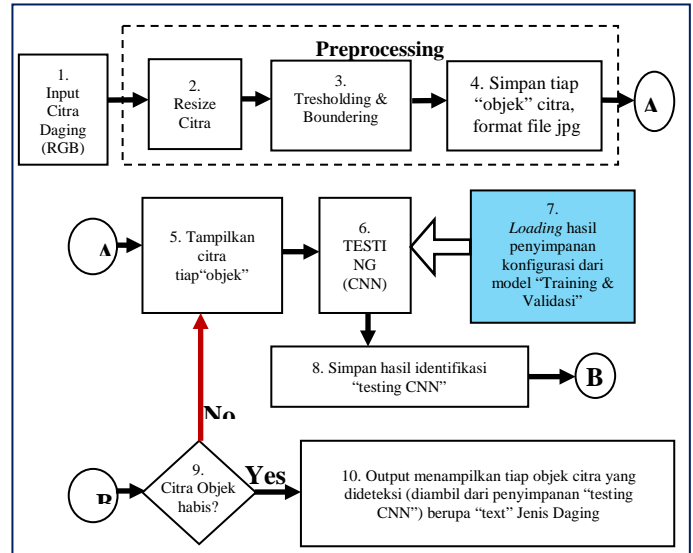 Preprocessing
1.
Input
Citra
Daging
(RGB)
2.
Resize
Citra
3.
Tresholding &
Boundering
4. Simpan tiap
“objek” citra,
format file jpg
A
A
5. Tampilkan
citra
tiap“objek”
6.
TESTI
NG
(CNN)
7.
Loading hasil
penyimpanan
konfigurasi dari
model “Training &
Validasi”
8. Simpan hasil identifikasi
“testing CNN”
B
No
B
9.
Citra Objek
habis?
Yes
10. Output menampilkan tiap objek citra yang
dideteksi (diambil dari penyimpanan “testing
CNN”) berupa “text” Jenis Daging